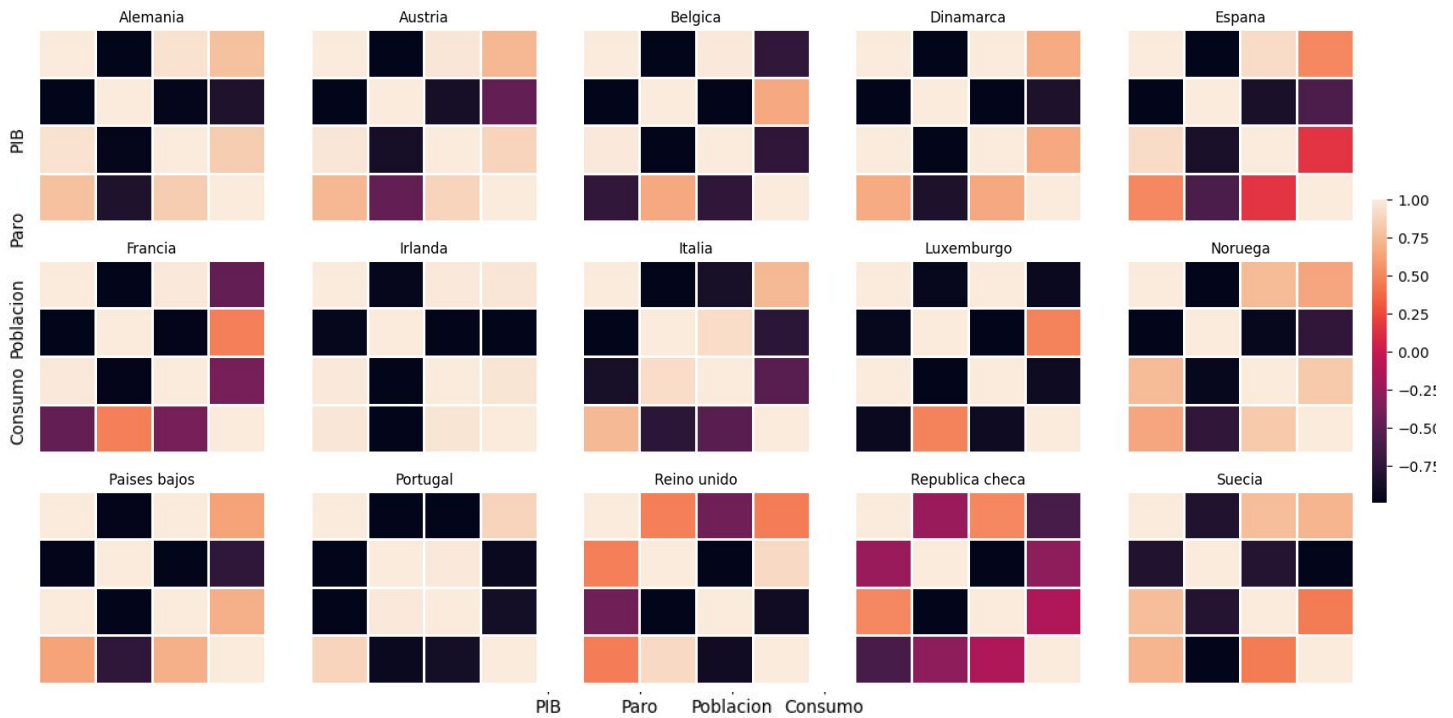 Alemania
Austria
Belgica
Dinamarca
Espana
PIB
Paro
Poblacion
Consumo
Francia
Irlanda
Italia
Luxemburgo
Noruega
1.00
0.75
0.50
0.25
0.00
−0.25
−0.50
−0.75
Paises bajos
Portugal
Reino unido
Republica checa
Suecia
PIB Paro Poblacion Consumo